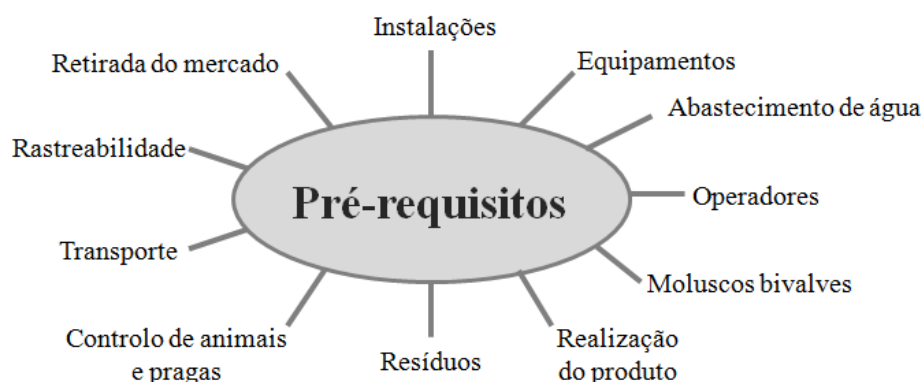 Instalações
Equipamentos
Abastecimento de água
Operadores
Moluscos bivalves
Realização
do produto
Resíduos
Controlo de animais
e pragas
Transporte
Rastreabilidade
Retirada do mercado
Pré-requisitos